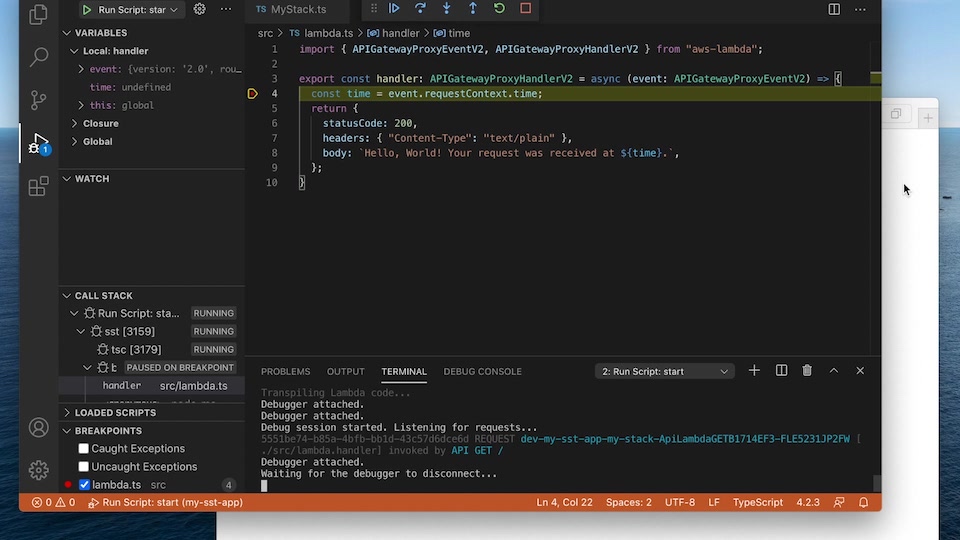 Run Script: star
VARIABLES
Local: handler
event: {version: '2.0', rou…
time: undefined
this: global
Closure
Global
WATCH
CALL STACK
Run Script: sta... RUNNING
sst [3159] RUNNING
tsc [3179] RUNNING
b PAUSED ON BREAKPOINT
handler src/lambda.ts
LOADED SCRIPTS
BREAKPOINTS
Caught Exceptions
Uncaught Exceptions
lambda.ts src 4
1
TS MyStack.ts
src > TS lambda.ts > handler > time
1 import { APIGatewayProxyEventV2, APIGatewayProxyHandlerV2 } from "aws-lambda";
2
3 export const handler: APIGatewayProxyHandlerV2 = async (event: APIGatewayProxyEventV2) => {
4 const time = event.requestContext.time;
5 return {
6 statusCode: 200,
7 headers: { "Content-Type": "text/plain" },
8 body: `Hello, World! Your request was received at ${time}.`,
9 };
10 }
PROBLEMS OUTPUT TERMINAL DEBUG CONSOLE 2: Run Script: start
Transpiling Lambda code...
Debugger attached.
Debugger attached.
Debug session started. Listening for requests...
5551be74-b85a-4bfb-bb1d-43c57d6dce6d REQUEST dev-my-sst-app-my-stack-ApiLambdaGETB1714EF3-FLE5231JP2FW [
./src/lambda.handler] invoked by API GET /
Debugger attached.
Waiting for the debugger to disconnect...
0 0 Run Script: start (my-sst-app) Ln 4, Col 22 Spaces: 2 UTF-8 LF TypeScript 4.2.3